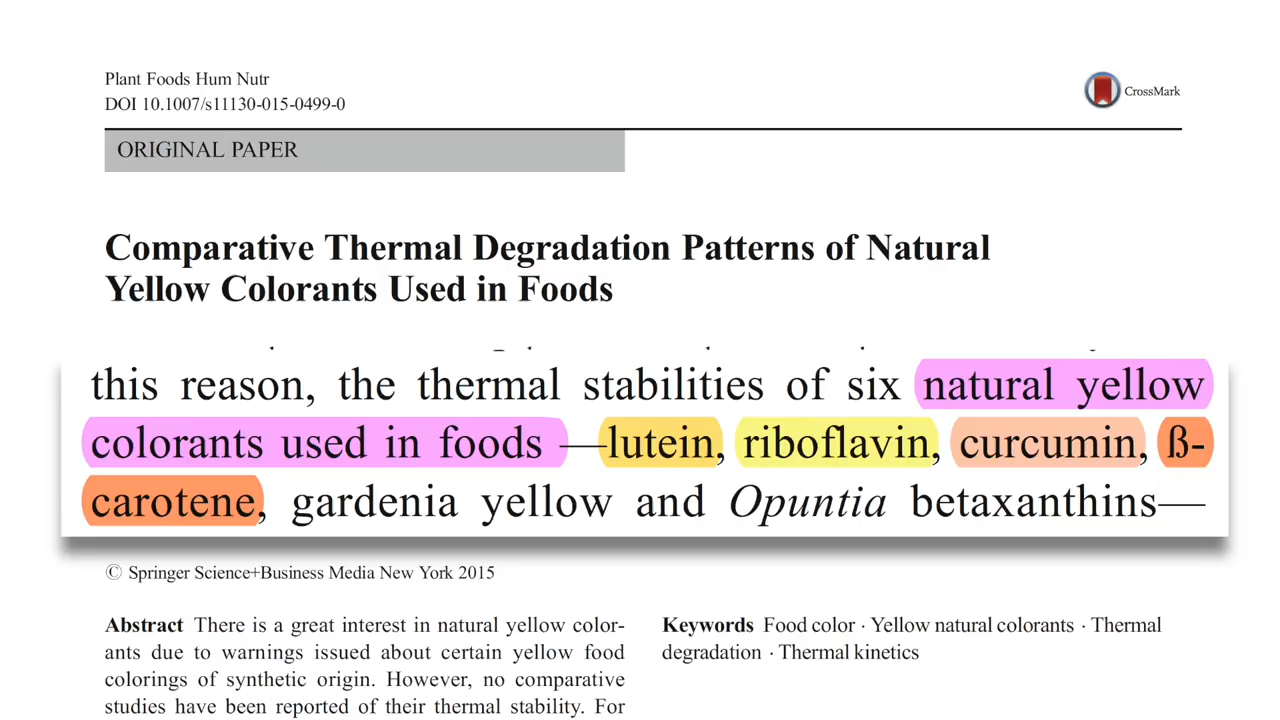 Plant Foods Hum Nutr
DOI 10.1007/s11130-015-0499-0
CrossMark
ORIGINAL PAPER
Comparative Thermal Degradation Patterns of Natural
Yellow Colorants Used in Foods
this reason, the thermal stabilities of six natural yellow
colorants used in foods —lutein, riboflavin, curcumin, ß-
carotene, gardenia yellow and Opuntia betaxanthins—
© Springer Science+Business Media New York 2015
Abstract There is a great interest in natural yellow color-
ants due to warnings issued about certain yellow food
colorings of synthetic origin. However, no comparative
studies have been reported of their thermal stability. For
Keywords Food color · Yellow natural colorants · Thermal
degradation · Thermal kinetics